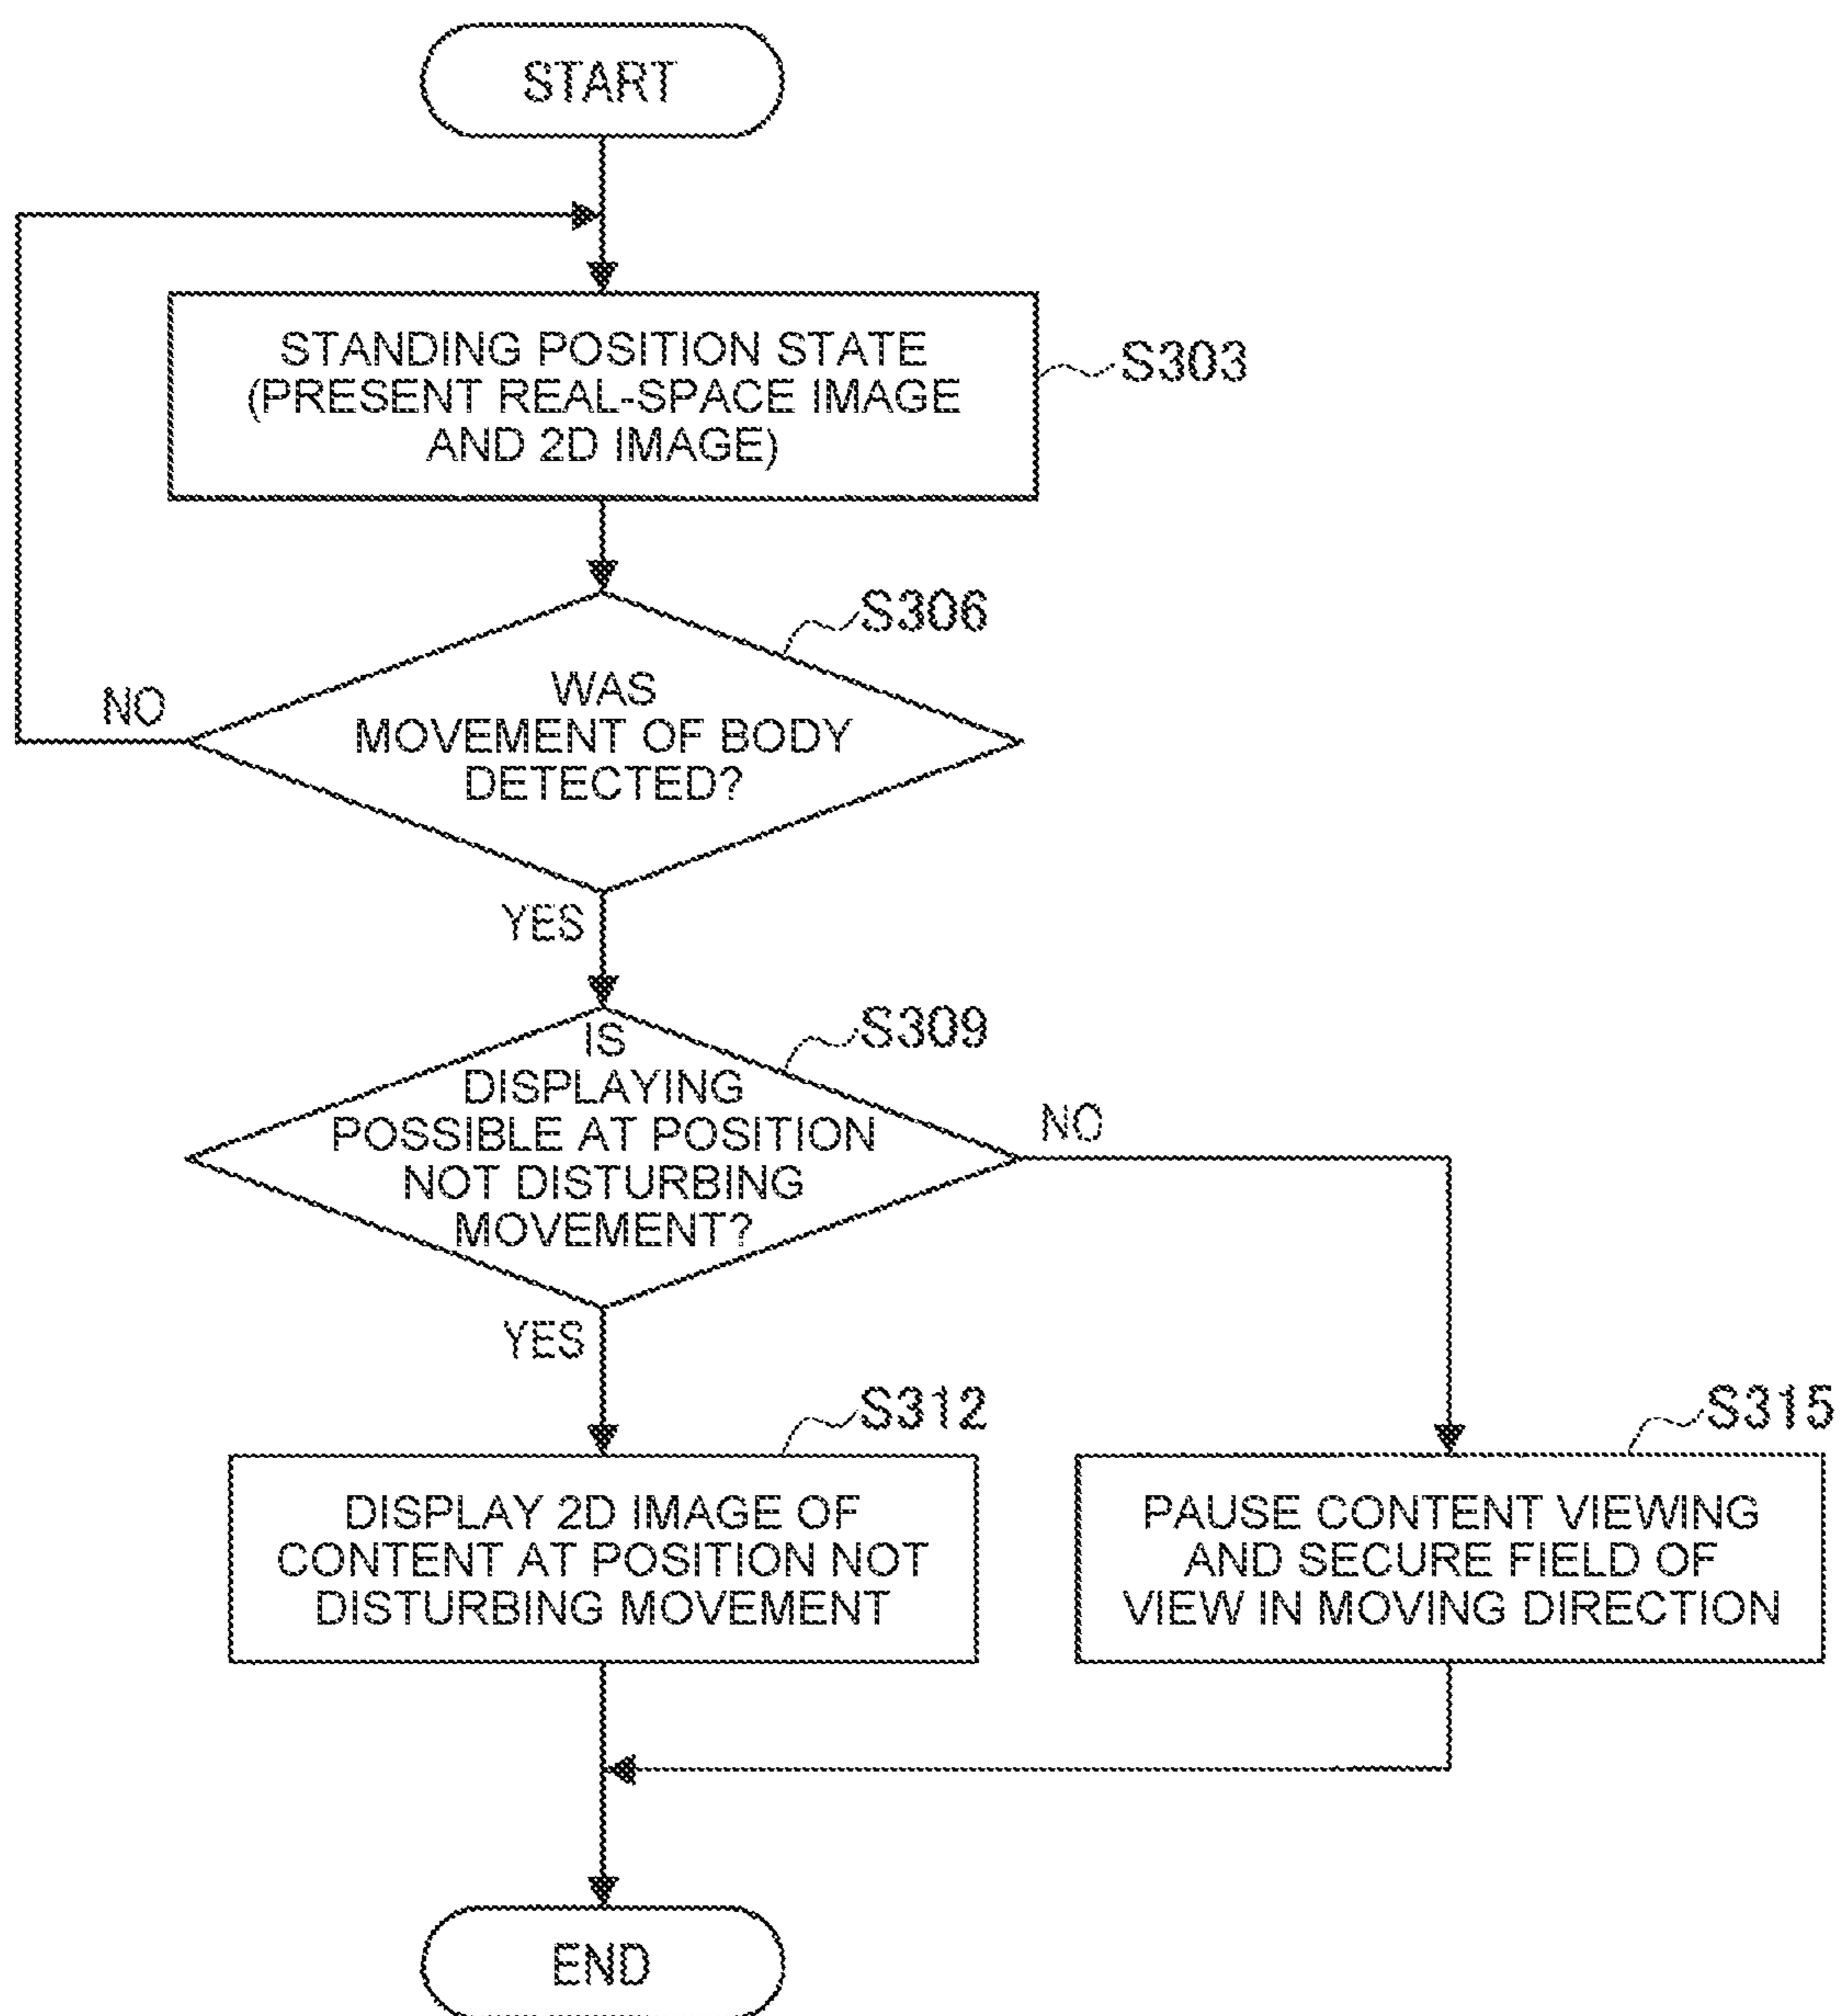 START
STANDING POSITION STATE
(PRESENT REAL-SPACE IMAGE
AND 2D IMAGE)
S303
S306
WAS
MOVEMENT OF BODY
DETECTED?
NO
YES
S309
IS
DISPLAYING
POSSIBLE AT POSITION
NOT DISTURBING
MOVEMENT?
NO
YES
S312
DISPLAY 2D IMAGE OF
CONTENT AT POSITION NOT
DISTURBING MOVEMENT
S315
PAUSE CONTENT VIEWING
AND SECURE FIELD OF
VIEW IN MOVING DIRECTION
END